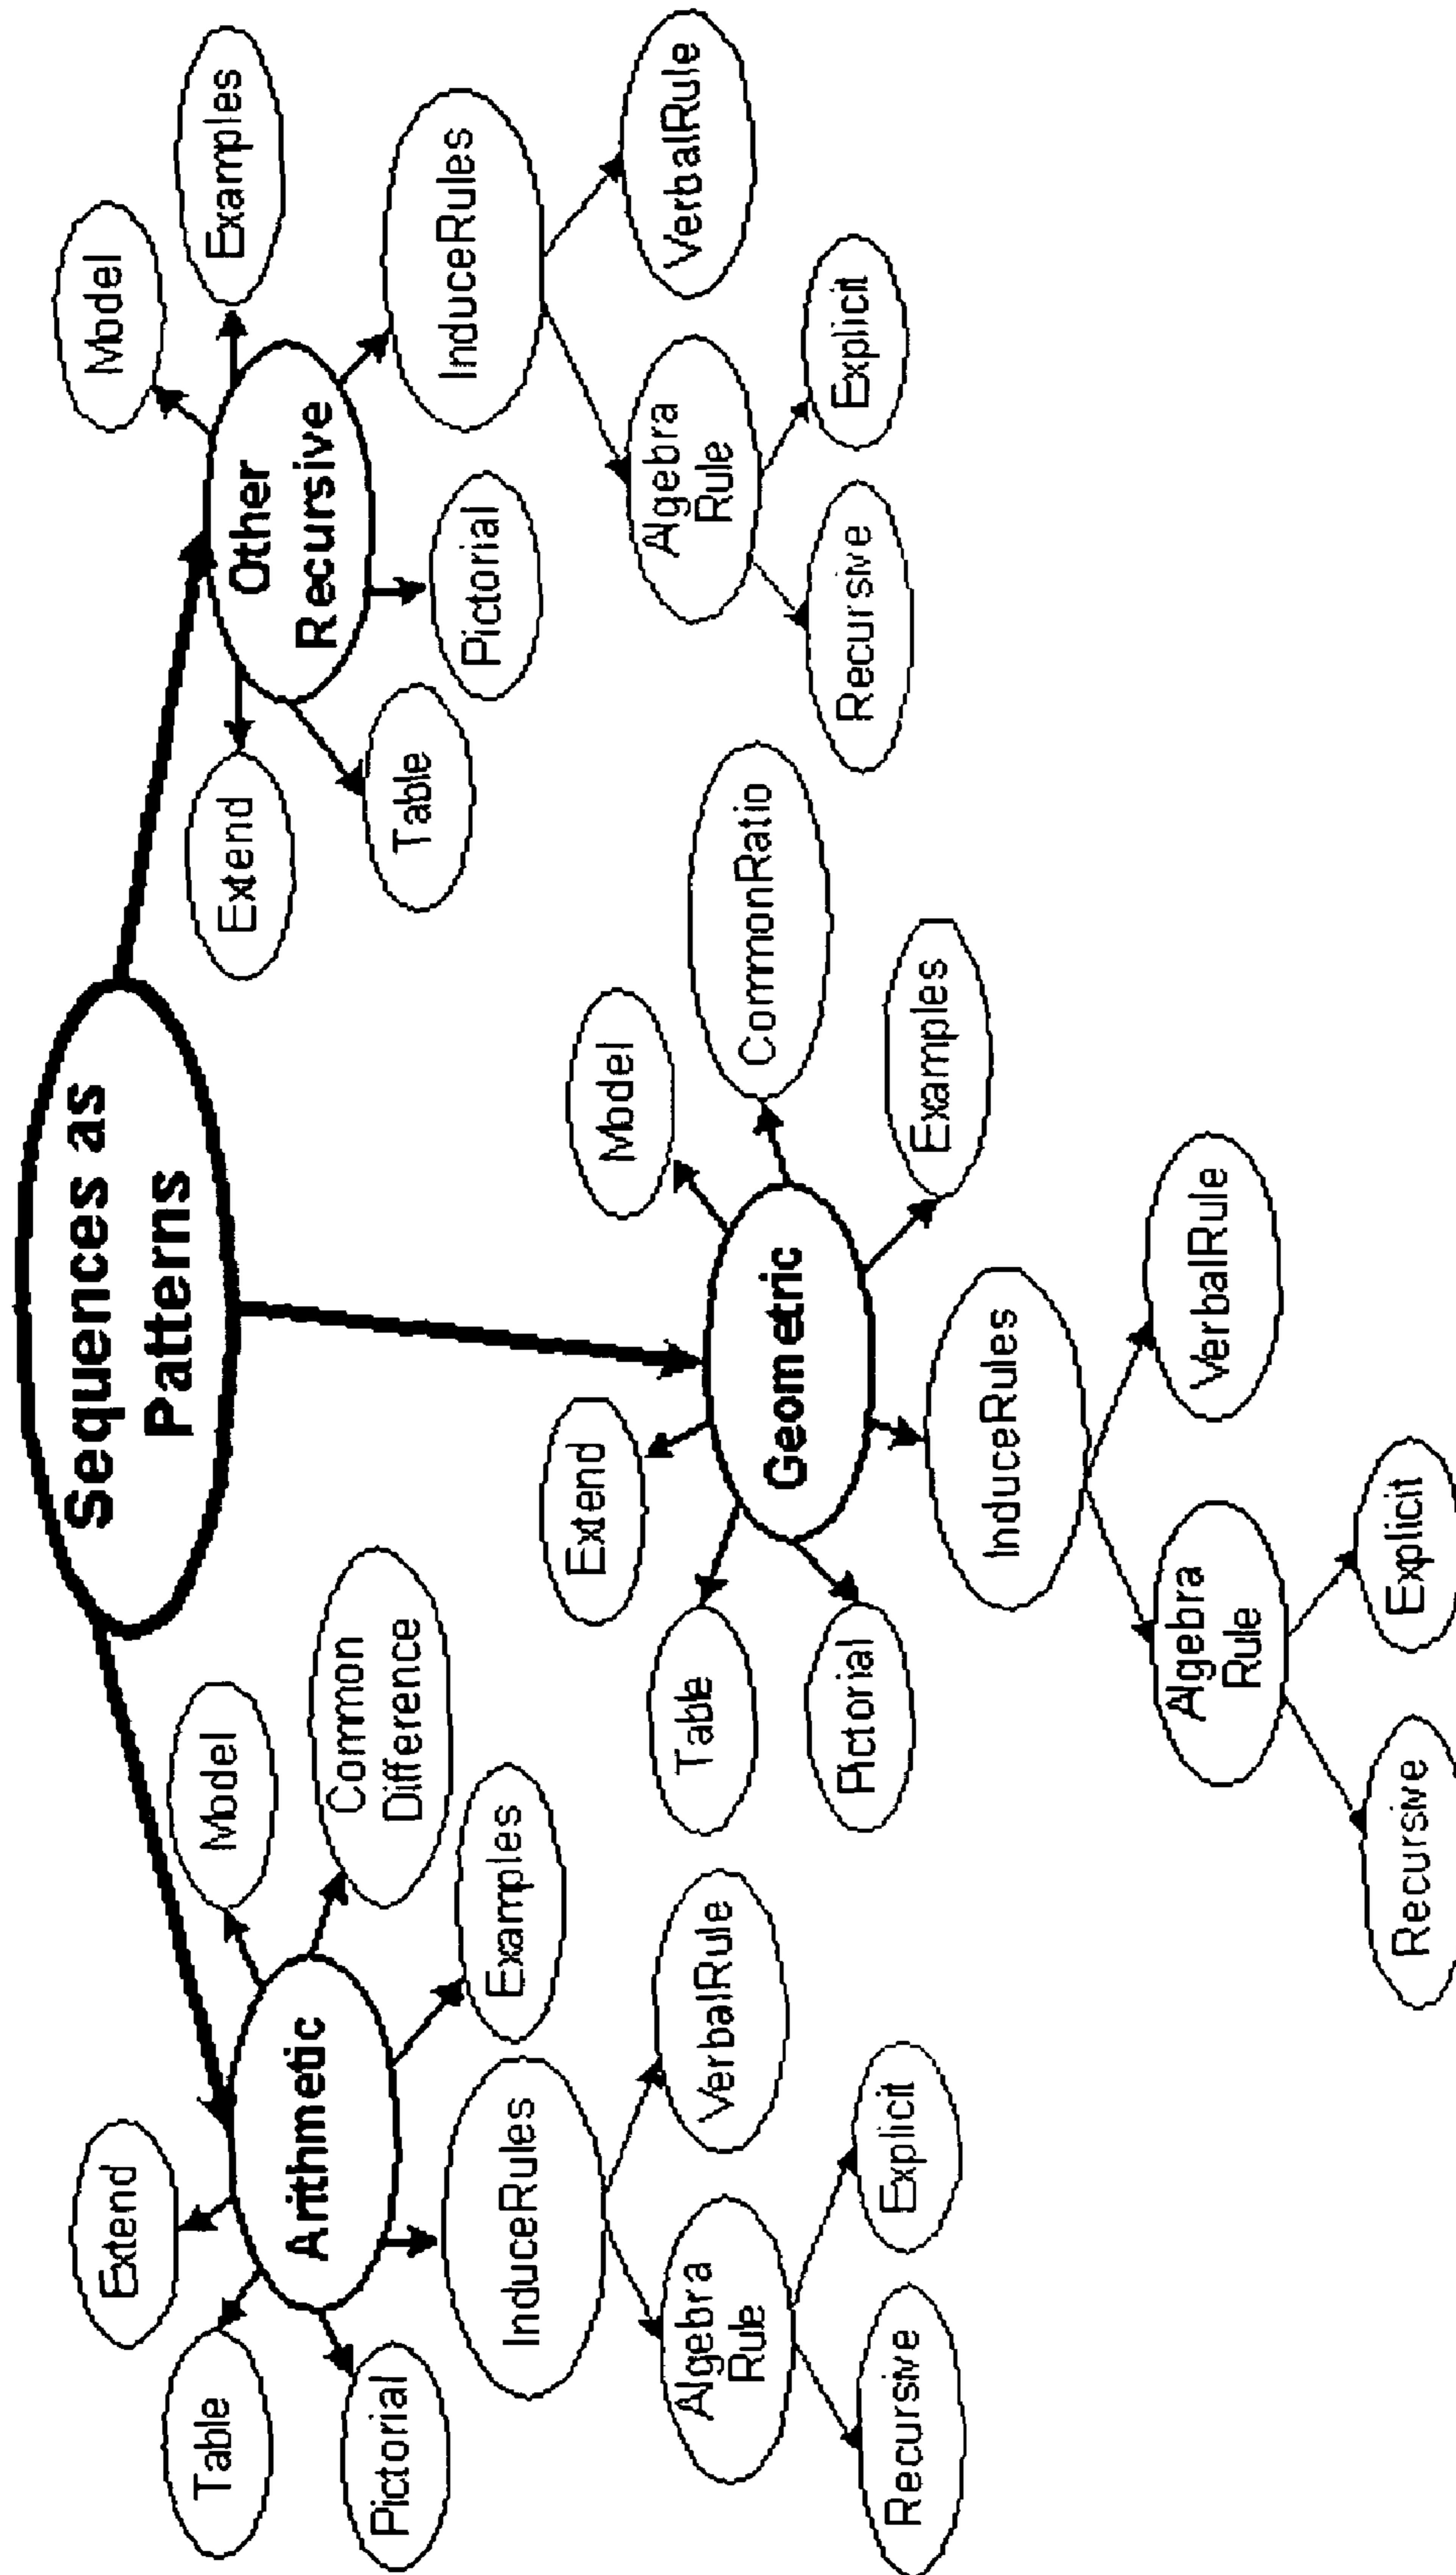 Sequences as
Patterns
Arithmetic
Extend
Table
Pictorial
Model
Common
Difference
Examples
InduceRules
Algebra
Rule
VerbalRule
Recursive
Explicit
Geometric
Extend
Table
Pictorial
Model
CommonRatio
Examples
InduceRules
Algebra
Rule
VerbalRule
Recursive
Explicit
Other
Recursive
Extend
Table
Pictorial
Model
Examples
InduceRules
Algebra
Rule
VerbalRule
Recursive
Explicit